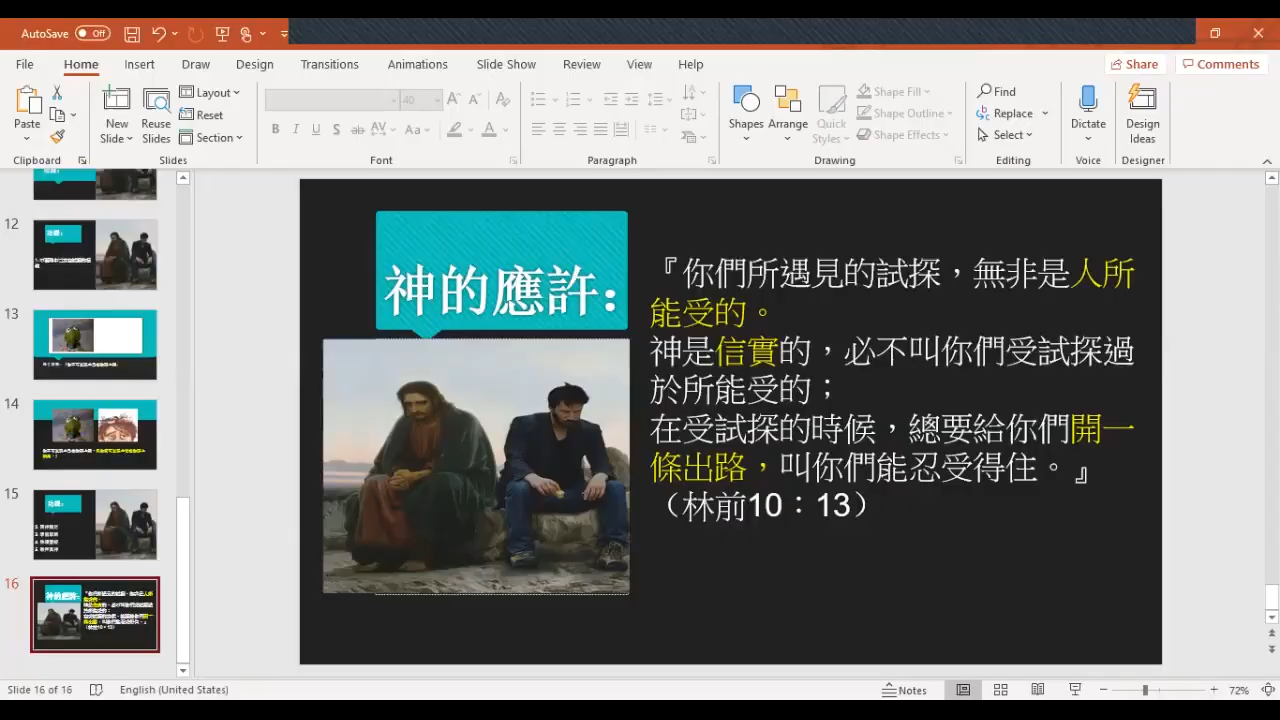 AutoSave
Off
File
Home
Insert
Draw
Design
Transitions
Animations
Slide Show
Review
View
Help
Share
Comments
Paste
Clipboard
New
Slide
Reuse
Slides
Layout
Reset
Section
Slides
40
Font
Paragraph
Shapes
Arrange
Quick
Styles
Shape Fill
Shape Outline
Shape Effects
Drawing
Find
Replace
Select
Editing
Dictate
Voice
Design
Ideas
Designer
12
13
14
15
16
神的應許：
『你們所遇見的試探，無非是人所
能受的。
神是信實的，必不叫你們受試探過
於所能受的；
在受試探的時候，總要給你們開一
條出路，叫你們能忍受得住。』
（林前10：13）
Slide 16 of 16
English (United States)
Notes
72%